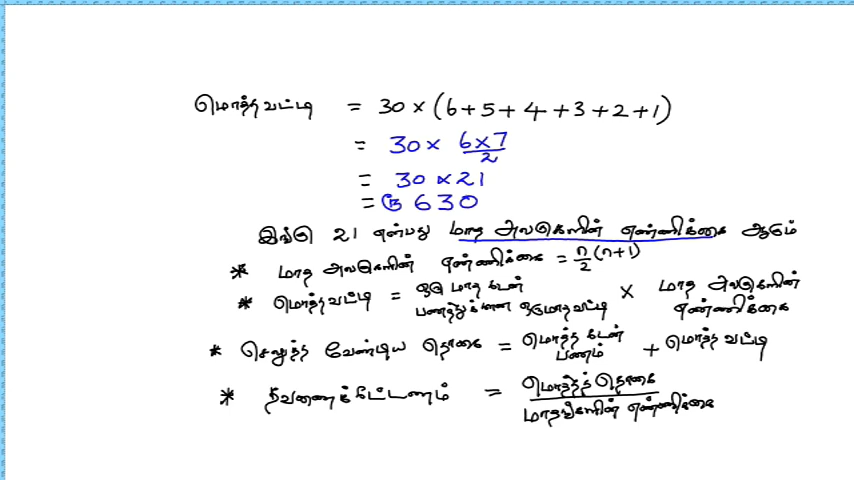 மொத்த வட்டி = 30 × (6+5+4+3+2+1)
= 30 × 6×7/2
= 30 × 21
= ரூ 630
இங்கு 21 என்பது மாத அலகுகளின் எண்ணிக்கை ஆகும்
* மாத அலகுகளின் எண்ணிக்கை = n/2 (n+1)
* மொத்த வட்டி = ஒரு மாத கடன் பணத்துக்கான ஒருமாத வட்டி × மாத அலகுகளின் எண்ணிக்கை
* செலுத்த வேண்டிய தொகை = மொத்த கடன் பணம் + மொத்த வட்டி
* தவணைக்கட்டணம் = மொத்தத் தொகை / மாதங்களின் எண்ணிக்கை